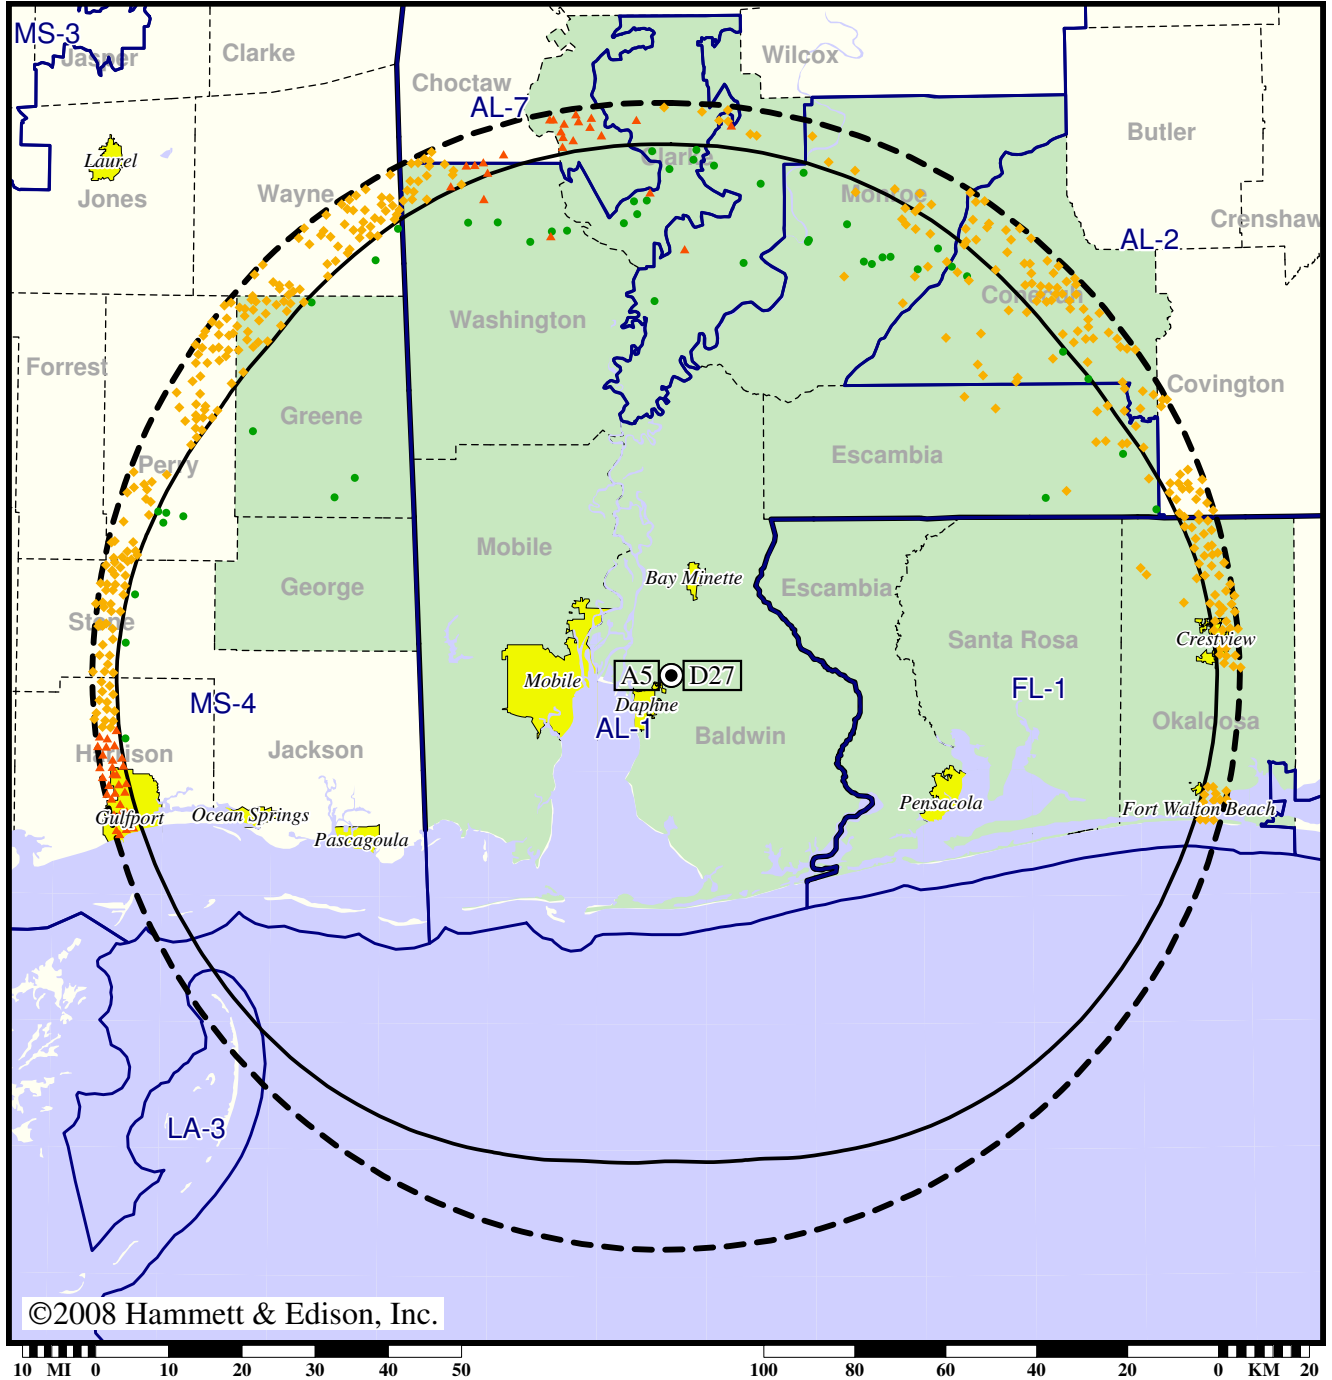 MS-3
Jasper
Clarke
Choctaw
Wilcox
AL-7
Butler
Laurel
Clarke
Jones
Wayne
Monroe
Crenshaw
AL-2
Conecuh
Washington
Forrest
Covington
Greene
Perry
Escambia
Mobile
Bay Minette
George
Escambia
Stone
Santa Rosa
Crestview
A5 D27
Mobile
FL-1
MS-4
Daphne
AL-1
Okaloosa
Baldwin
Harrison
Jackson
Pensacola
Fort Walton Beach
Ocean Springs
Gulfport
Pascagoula
LA-3
©2008 Hammett & Edison, Inc.
10 MI 0 10 20 30 40 50 100 80 60 40 20 0 KM 20